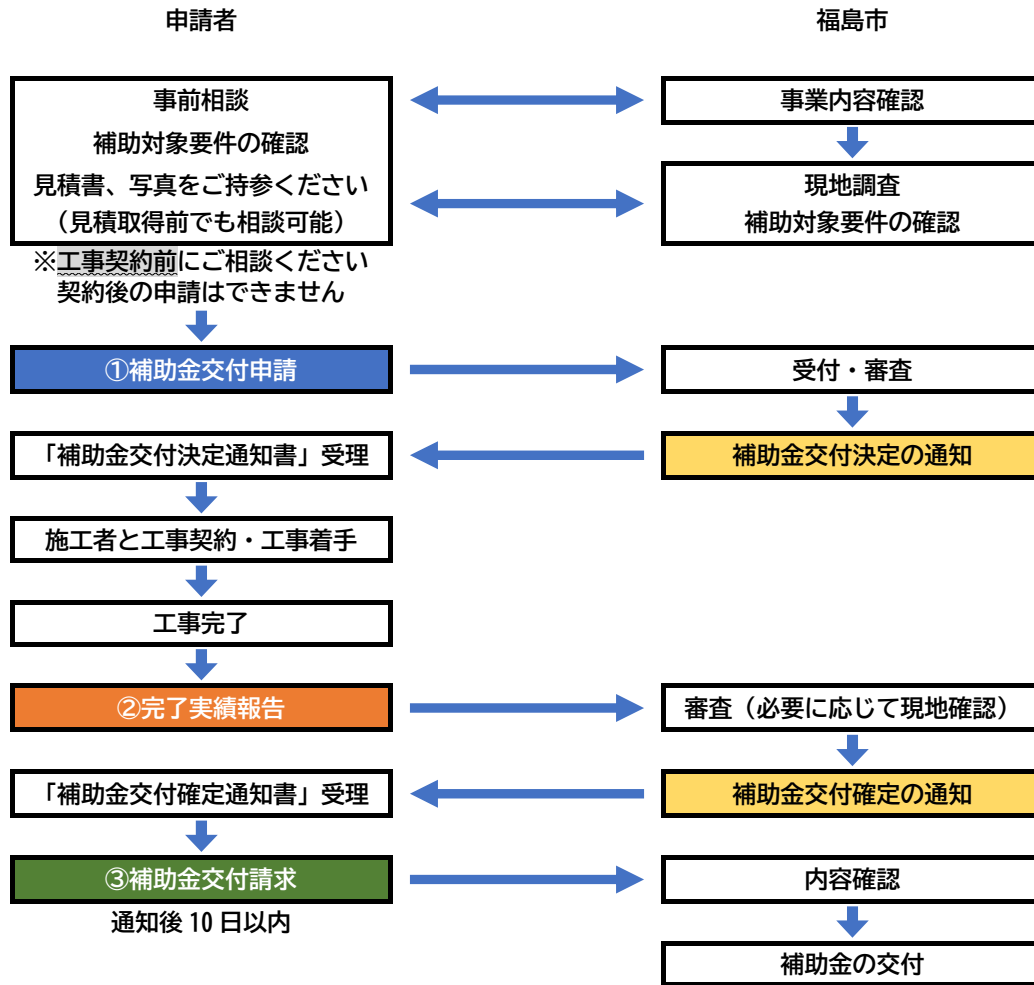 申請者
福島市
事前相談
補助対象要件の確認
見積書、写真をご持参ください
（見積取得前でも相談可能）
事業内容確認
現地調査
補助対象要件の確認
※工事契約前にご相談ください
契約後の申請はできません
①補助金交付申請
受付・審査
「補助金交付決定通知書」受理
補助金交付決定の通知
施工者と工事契約・工事着手
工事完了
②完了実績報告
審査（必要に応じて現地確認）
「補助金交付確定通知書」受理
補助金交付確定の通知
③補助金交付請求
内容確認
通知後 10 日以内
補助金の交付